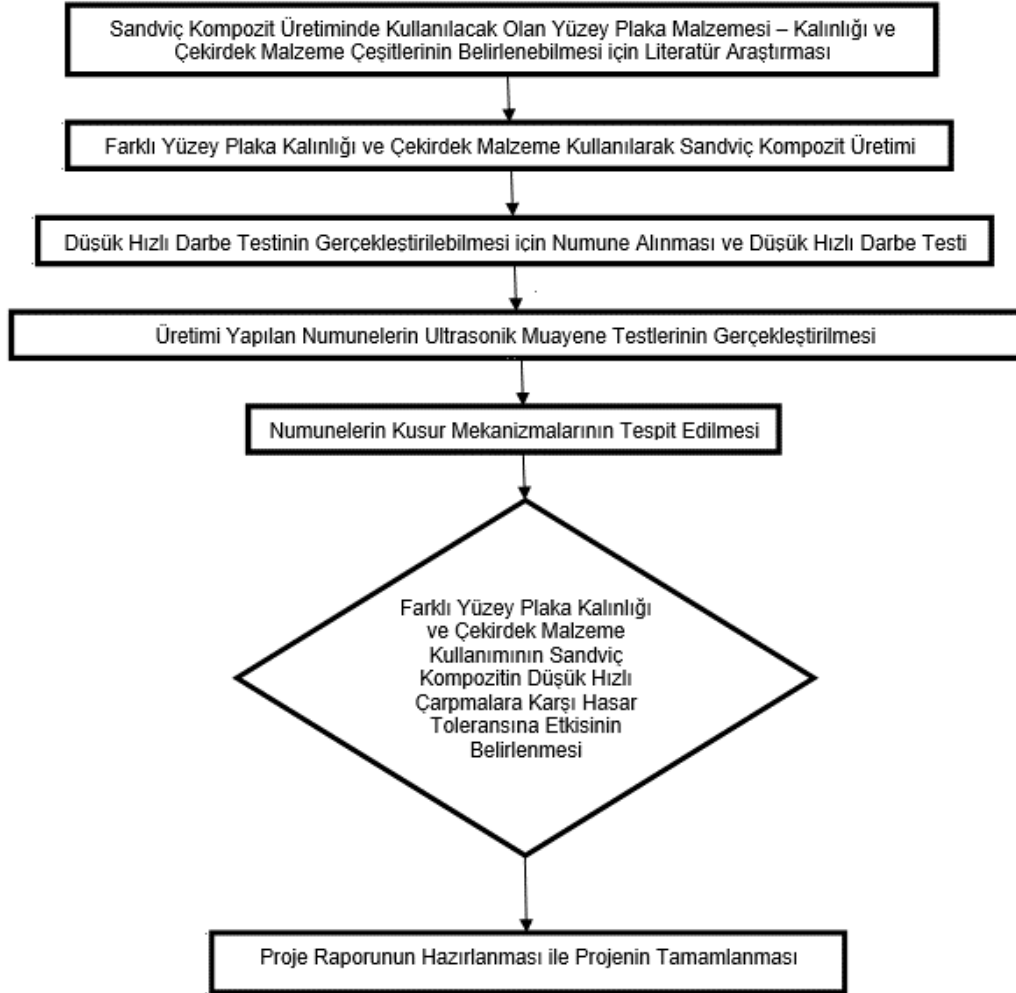 Sandviç Kompozit Üretiminde Kullanılacak Olan Yüzey Plaka Malzemesi – Kalınlığı ve
Çekirdek Malzeme Çeşitlerinin Belirlenebilmesi için Literatür Araştırması
Farklı Yüzey Plaka Kalınlığı ve Çekirdek Malzeme Kullanılarak Sandviç Kompozit Üretimi
Düşük Hızlı Darbe Testinin Gerçekleştirilebilmesi için Numune Alınması ve Düşük Hızlı Darbe Testi
Üretimi Yapılan Numunelerin Ultrasonik Muayene Testlerinin Gerçekleştirilmesi
Numunelerin Kusur Mekanizmalarının Tespit Edilmesi
Farklı Yüzey Plaka Kalınlığı
ve Çekirdek Malzeme
Kullanımının Sandviç
Kompozitin Düşük Hızlı
Çarpmalara Karşı Hasar
Toleransına Etkisinin
Belirlenmesi
Proje Raporunun Hazırlanması ile Projenin Tamamlanması